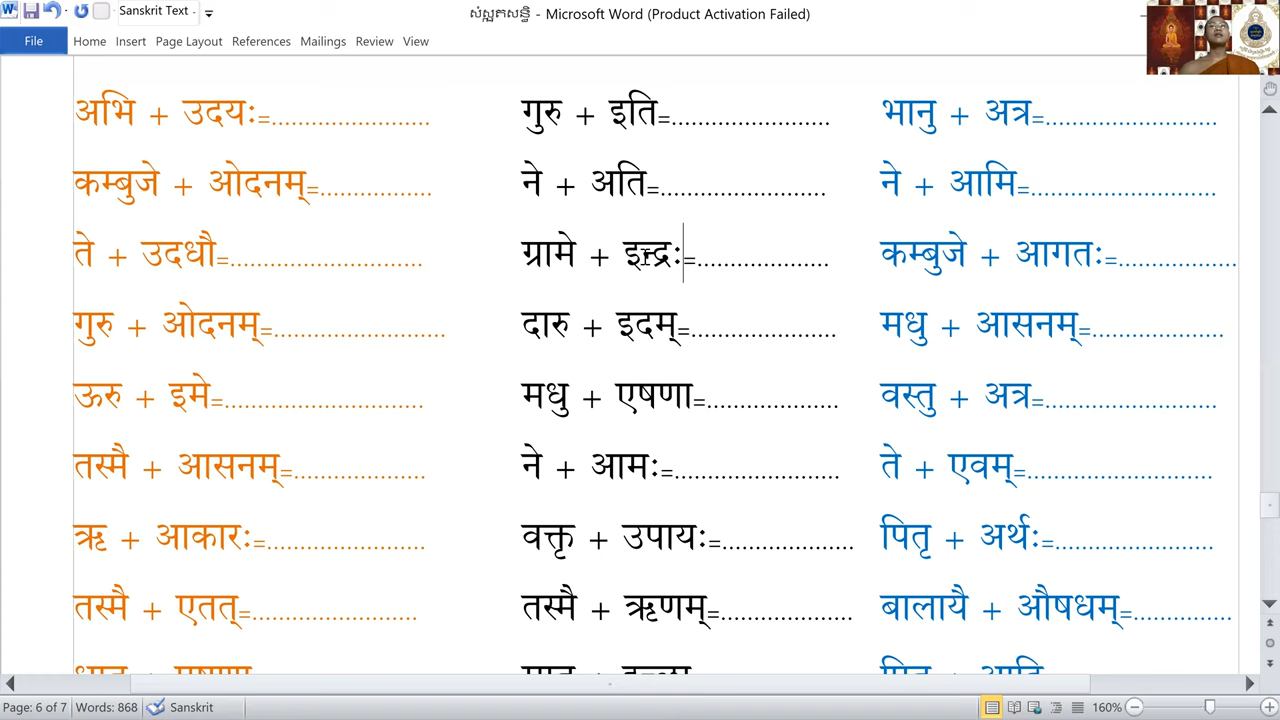 Sanskrit Text
សំស្ក្រឹតសន្ធិ - Microsoft Word (Product Activation Failed)
File Home Insert Page Layout References Mailings Review View
अभि + उदयः=.......................... गुरु + इति=.......................... भानु + अत्र=..........................
कम्बुजे + ओदनम्=.................. ने + अति=........................... ने + आमि=..............................
ते + उदधौ=............................... ग्रामे + इन्द्रः=..................... कम्बुजे + आगतः=...................
गुरु + ओदनम्=........................... दारु + इदम्=....................... मधु + आसनम्=.....................
ऊरु + इमे=................................ मधु + एषणा=..................... वस्तु + अत्र=...........................
तस्मै + आसनम्=..................... ने + आमः=.......................... ते + एवम्=..............................
ऋ + आकारः=......................... वक्तृ + उपायः=..................... पितृ + अर्थः=.........................
तस्मै + एतत्=.......................... तस्मै + ऋणम्=..................... बालायै + औषधम्=................
Page: 6 of 7 Words: 868 Sanskrit 160%